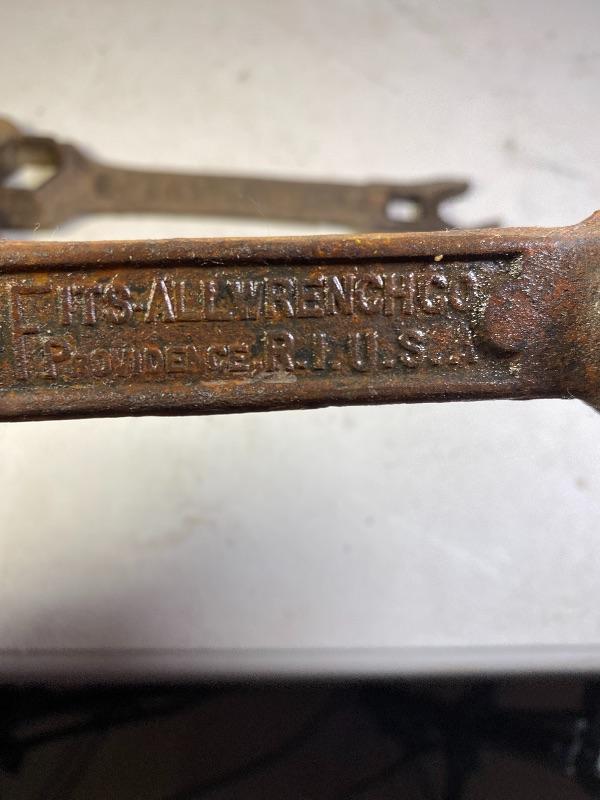 FITS-ALL WRENCH CO
PROVIDENCE, R.I. U.S.A